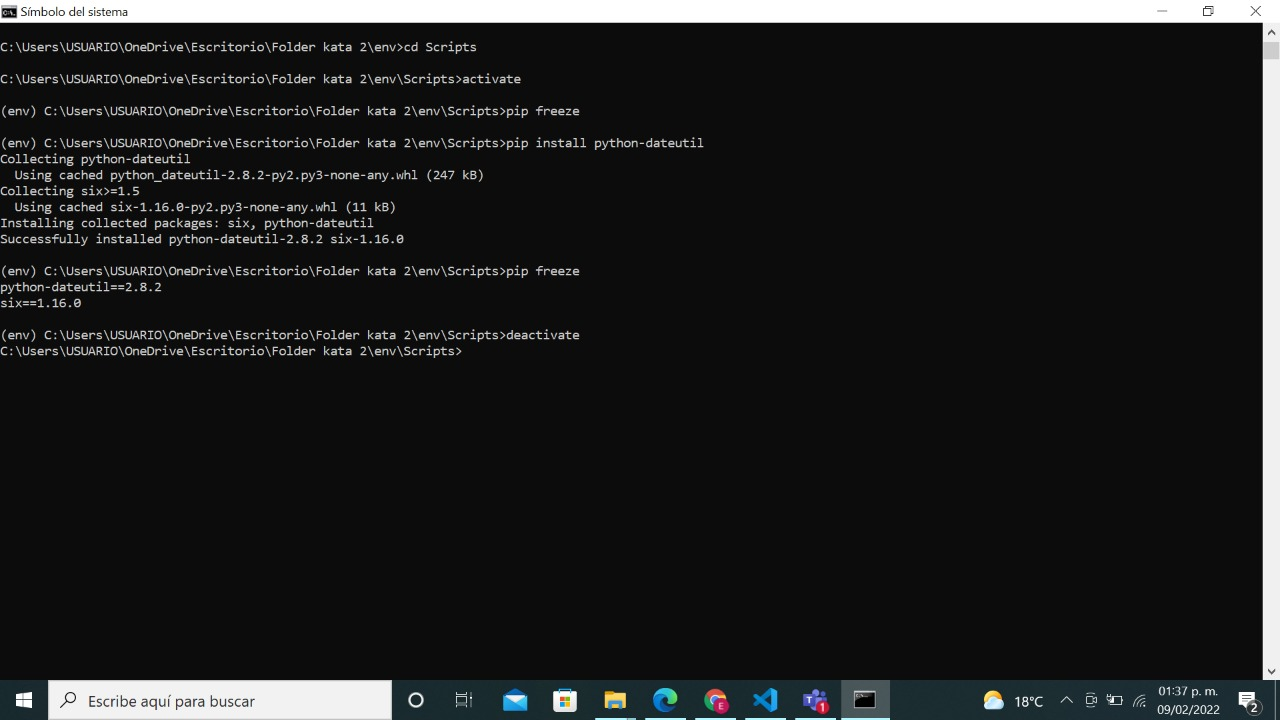 Símbolo del sistema
C:\Users\USUARIO\OneDrive\Escritorio\Folder kata 2\env>cd Scripts
C:\Users\USUARIO\OneDrive\Escritorio\Folder kata 2\env\Scripts>activate
(env) C:\Users\USUARIO\OneDrive\Escritorio\Folder kata 2\env\Scripts>pip freeze
(env) C:\Users\USUARIO\OneDrive\Escritorio\Folder kata 2\env\Scripts>pip install python-dateutil
Collecting python-dateutil
  Using cached python_dateutil-2.8.2-py2.py3-none-any.whl (247 kB)
Collecting six>=1.5
  Using cached six-1.16.0-py2.py3-none-any.whl (11 kB)
Installing collected packages: six, python-dateutil
Successfully installed python-dateutil-2.8.2 six-1.16.0
(env) C:\Users\USUARIO\OneDrive\Escritorio\Folder kata 2\env\Scripts>pip freeze
python-dateutil==2.8.2
six==1.16.0
(env) C:\Users\USUARIO\OneDrive\Escritorio\Folder kata 2\env\Scripts>deactivate
C:\Users\USUARIO\OneDrive\Escritorio\Folder kata 2\env\Scripts>
Escribe aquí para buscar
E
1
18°C
01:37 p. m.
09/02/2022
2